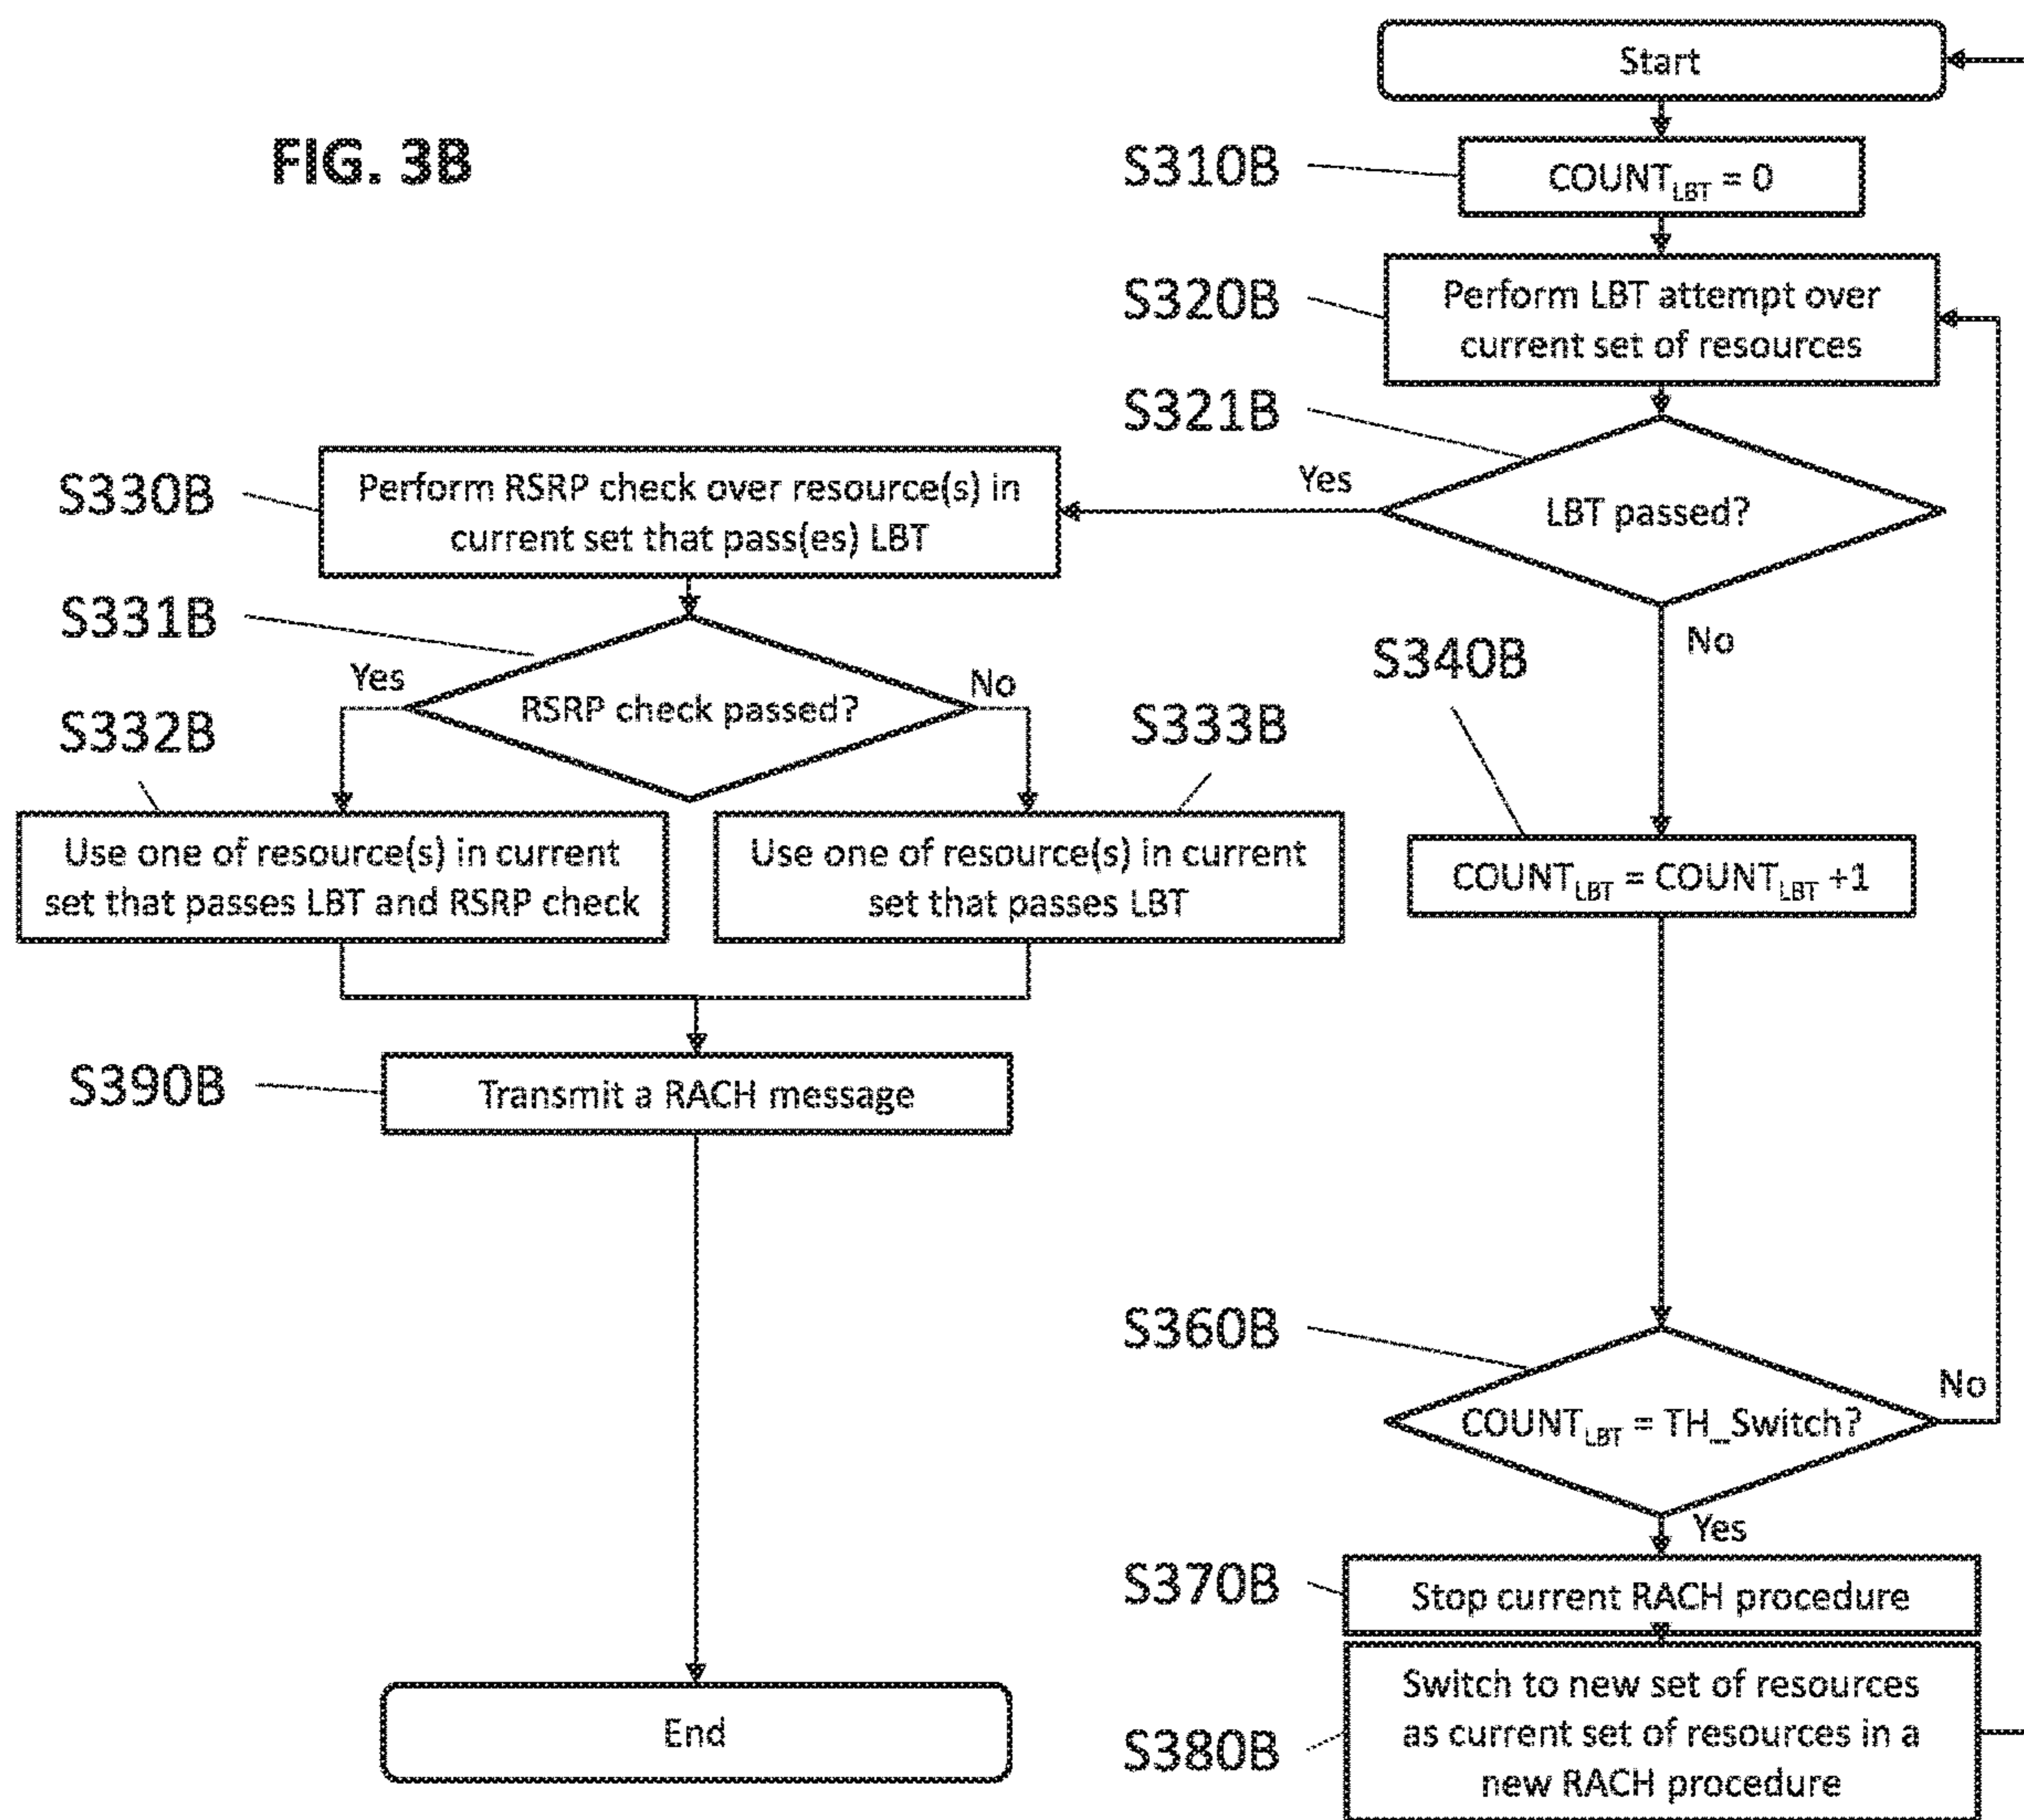 FIG. 3B
Start
S310B
COUNT_LBT = 0
S320B
Perform LBT attempt over
current set of resources
S321B
LBT passed?
Yes
No
S330B
Perform RSRP check over resource(s) in
current set that pass(es) LBT
S331B
RSRP check passed?
Yes
No
S332B
Use one of resource(s) in current
set that passes LBT and RSRP check
S333B
Use one of resource(s) in current
set that passes LBT
S340B
COUNT_LBT = COUNT_LBT +1
S390B
Transmit a RACH message
S360B
COUNT_LBT = TH_Switch?
No
Yes
S370B
Stop current RACH procedure
S380B
Switch to new set of resources
as current set of resources in a
new RACH procedure
End